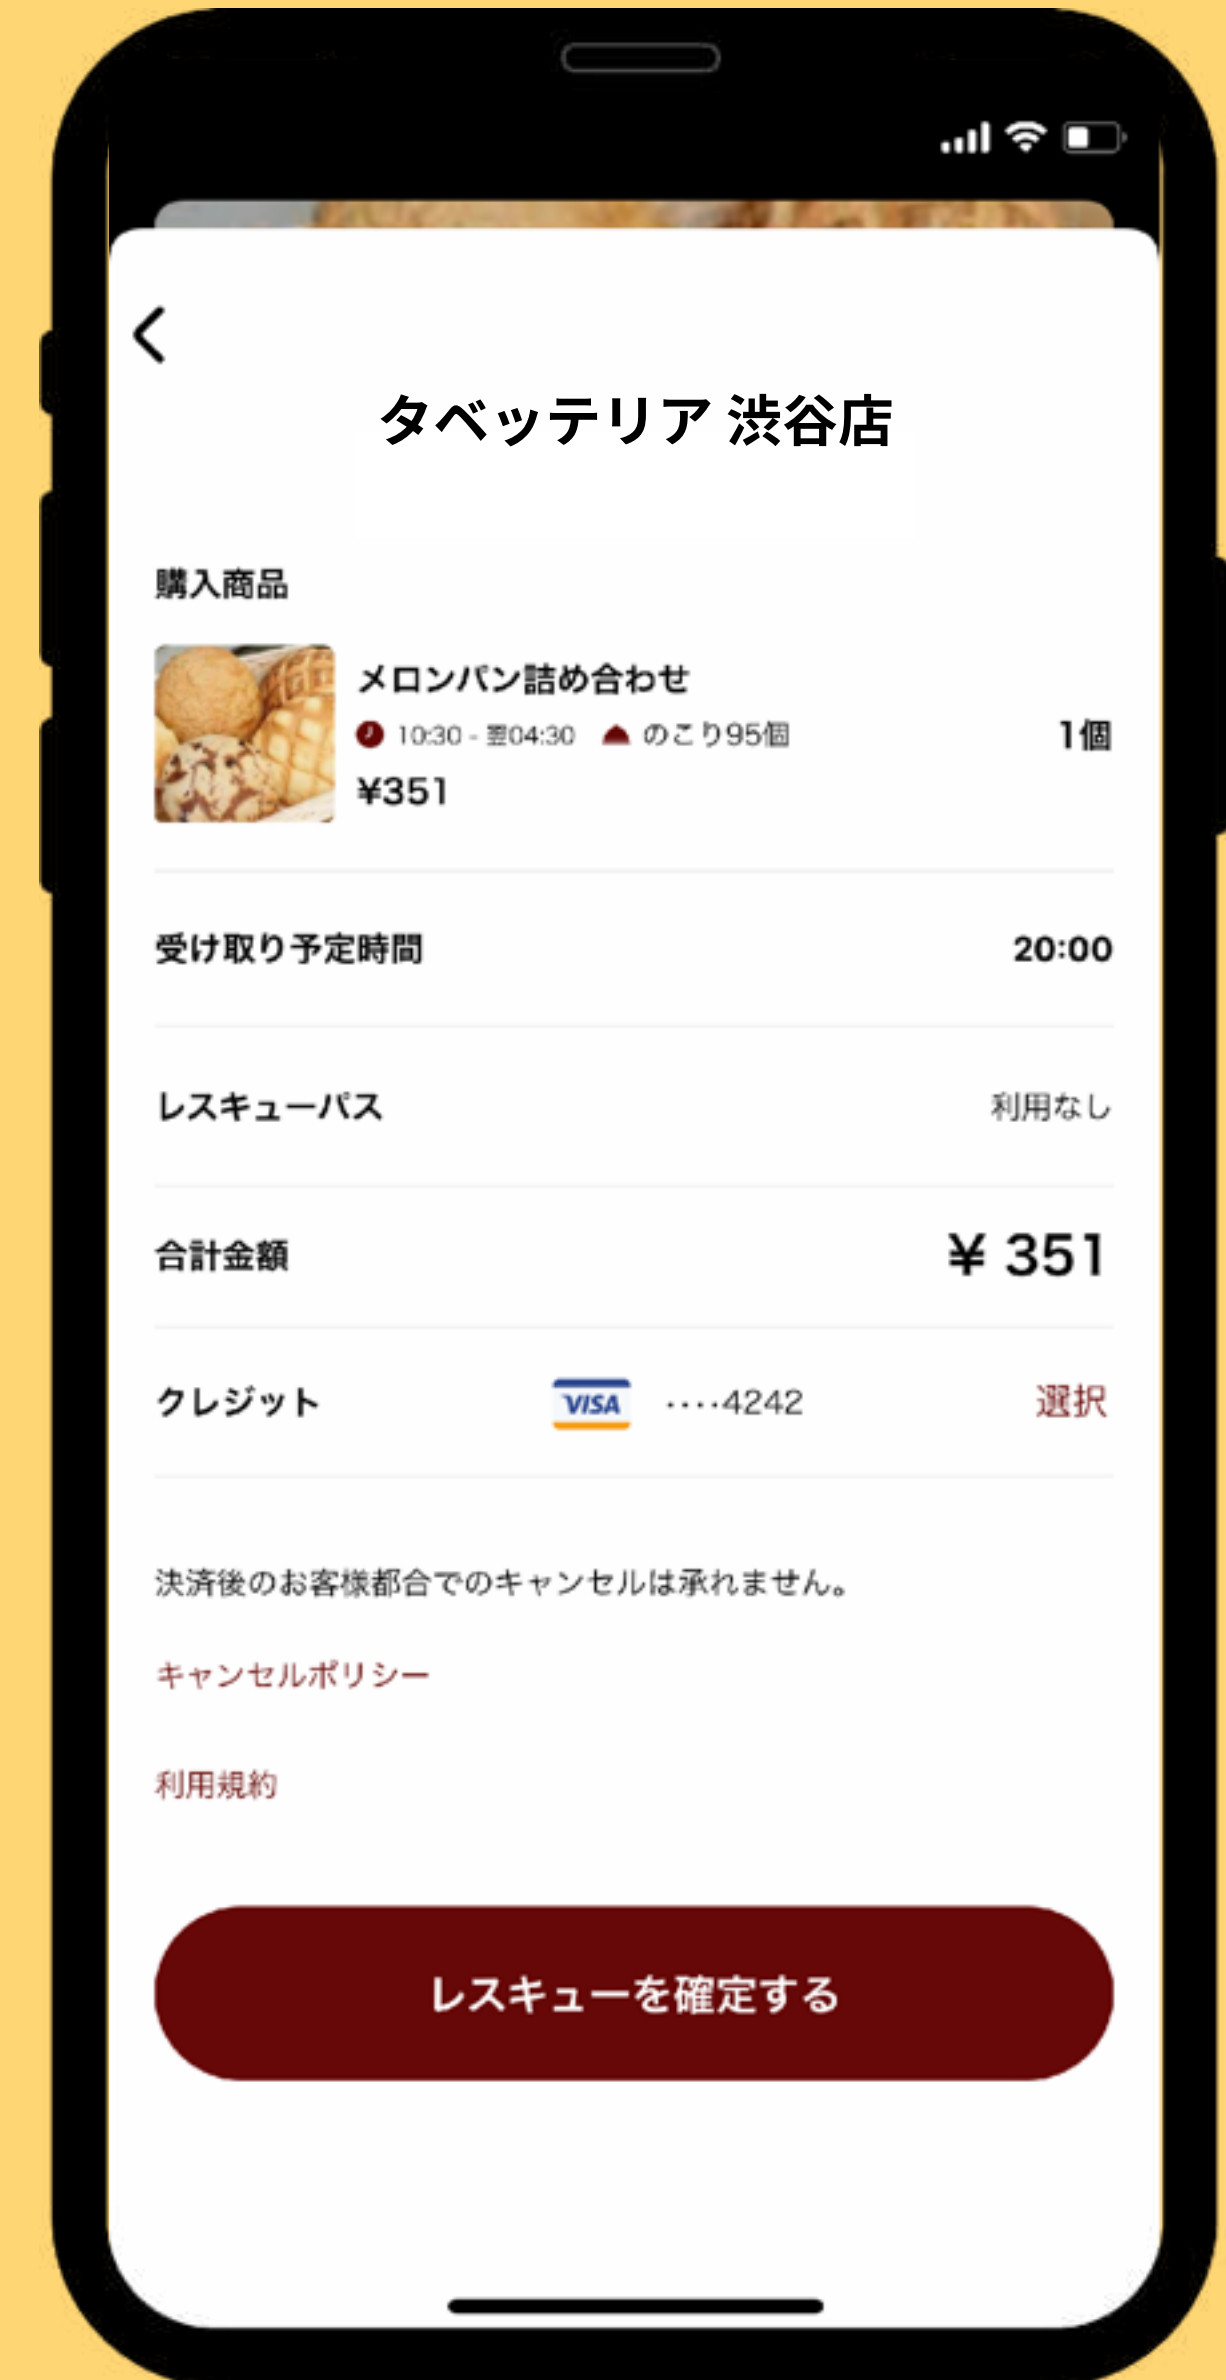 タベッテリア 渋谷店
購入商品
メロンパン詰め合わせ
10:30 - 翌04:30 のこり95個
1個
¥351
受け取り予定時間 20:00
レスキューパス 利用なし
合計金額 ¥ 351
クレジット VISA ····4242 選択
決済後のお客様都合でのキャンセルは承れません。
キャンセルポリシー
利用規約
レスキューを確定する